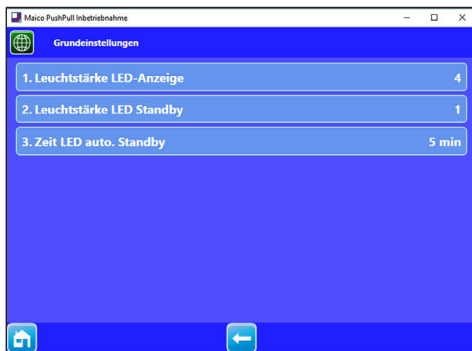 Maico PushPull Inbetriebnahme
Grundeinstellungen
1. Leuchtstärke LED-Anzeige 4
2. Leuchtstärke LED Standby 1
3. Zeit LED auto. Standby 5 min